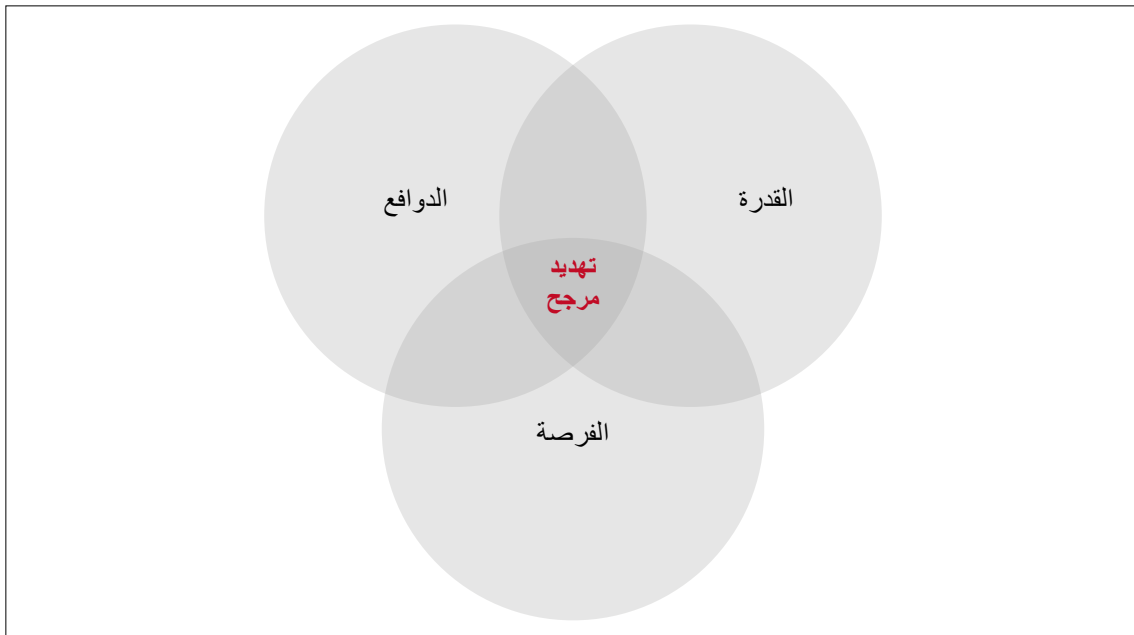 القدرة
الدوافع
تهديد
مرجح
الفرصة